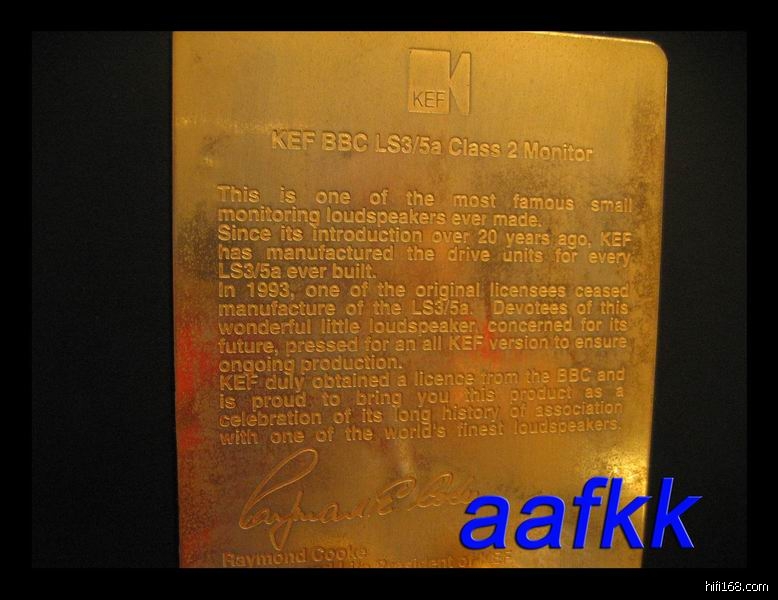 KEF
KEF BBC LS3/5a Class 2 Monitor
This is one of the most famous small
monitoring loudspeakers ever made.
Since its introduction over 20 years ago, KEF
has manufactured the drive units for every
LS3/5a ever built.
In 1993, one of the original licensees ceased
manufacture of the LS3/5a. Devotees of this
wonderful little loudspeaker, concerned for its
future, pressed for an all KEF version to ensure
ongoing production.
KEF duly obtained a licence from the BBC and
is proud to bring you this product as a
celebration of its long history of association
with one of the world's finest loudspeakers.
Raymond E Cooke
aafkk
Raymond Cooke
President of KEF
hifi168.com